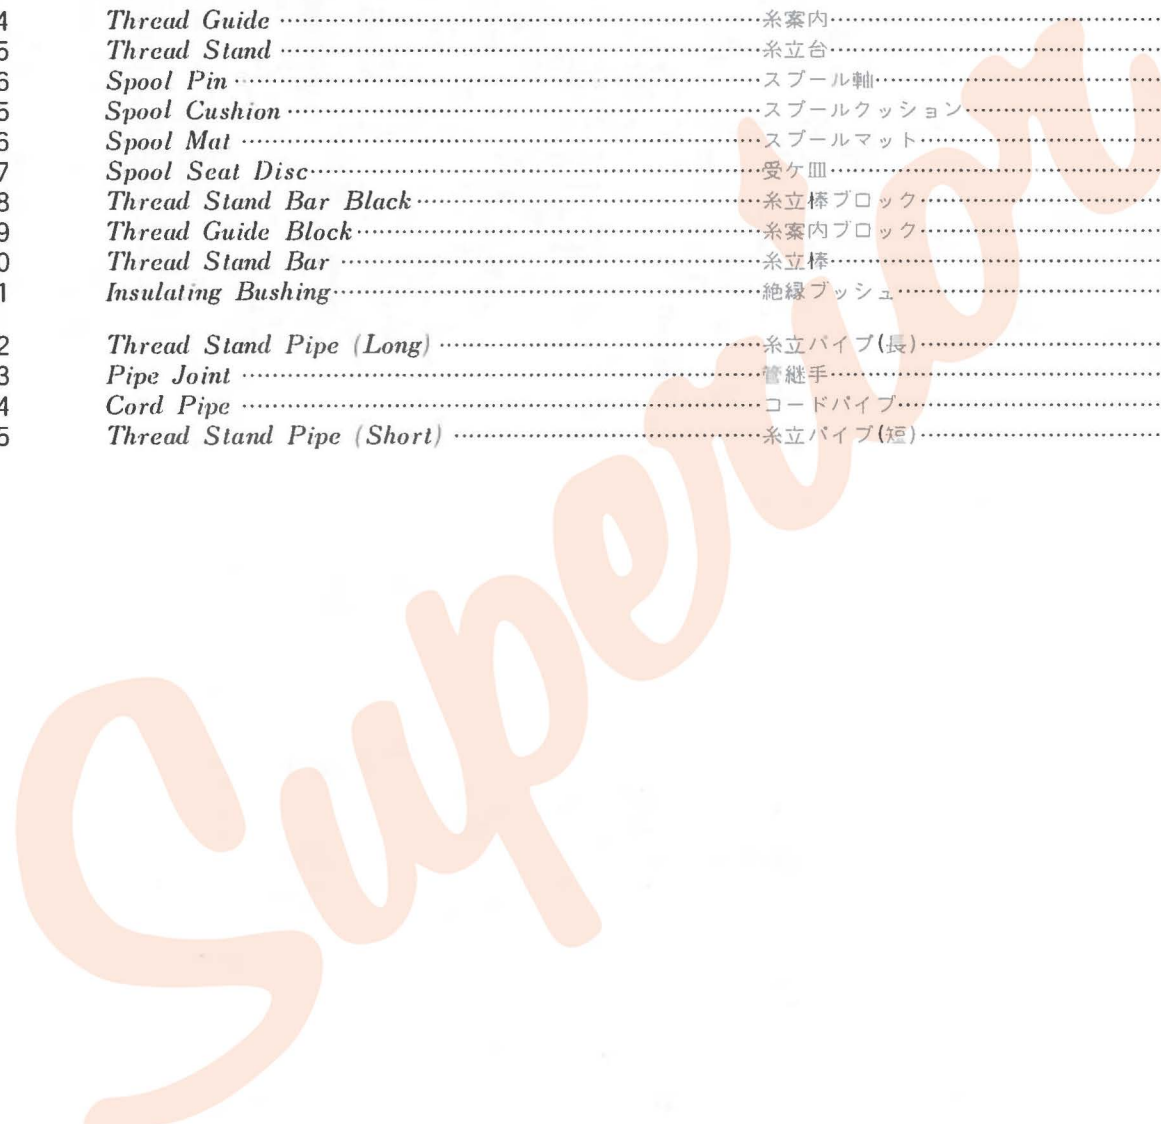 4 Thread Guide 糸案内
5 Thread Stand 糸立台
6 Spool Pin スプール軸
5 Spool Cushion スプールクッション
6 Spool Mat スプールマット
7 Spool Seat Disc 受ケ皿
8 Thread Stand Bar Black 糸立棒ブロック
9 Thread Guide Block 糸案内ブロック
0 Thread Stand Bar 糸立棒
1 Insulating Bushing 絶縁ブッシュ
2 Thread Stand Pipe (Long) 糸立パイプ(長)
3 Pipe Joint 管継手
4 Cord Pipe コードパイプ
5 Thread Stand Pipe (Short) 糸立パイプ(短)
Superior